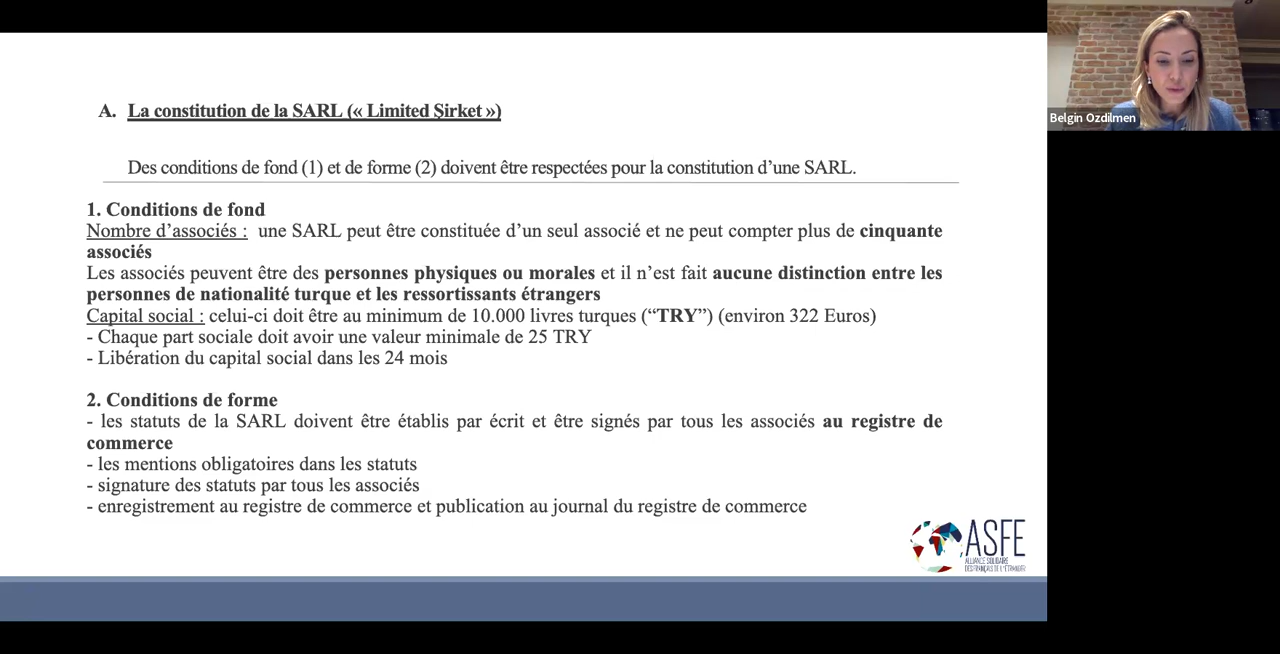 A. La constitution de la SARL (« Limited Şirket »)
Des conditions de fond (1) et de forme (2) doivent être respectées pour la constitution d’une SARL.
1. Conditions de fond
Nombre d’associés : une SARL peut être constituée d’un seul associé et ne peut compter plus de cinquante
associés
Les associés peuvent être des personnes physiques ou morales et il n’est fait aucune distinction entre les
personnes de nationalité turque et les ressortissants étrangers
Capital social : celui-ci doit être au minimum de 10.000 livres turques (“TRY”) (environ 322 Euros)
- Chaque part sociale doit avoir une valeur minimale de 25 TRY
- Libération du capital social dans les 24 mois
2. Conditions de forme
- les statuts de la SARL doivent être établis par écrit et être signés par tous les associés au registre de
commerce
- les mentions obligatoires dans les statuts
- signature des statuts par tous les associés
- enregistrement au registre de commerce et publication au journal du registre de commerce
ASFE
ALLIANCE SOLIDAIRE
DES FRANÇAIS DE L'ÉTRANGER
Belgin Ozdilmen